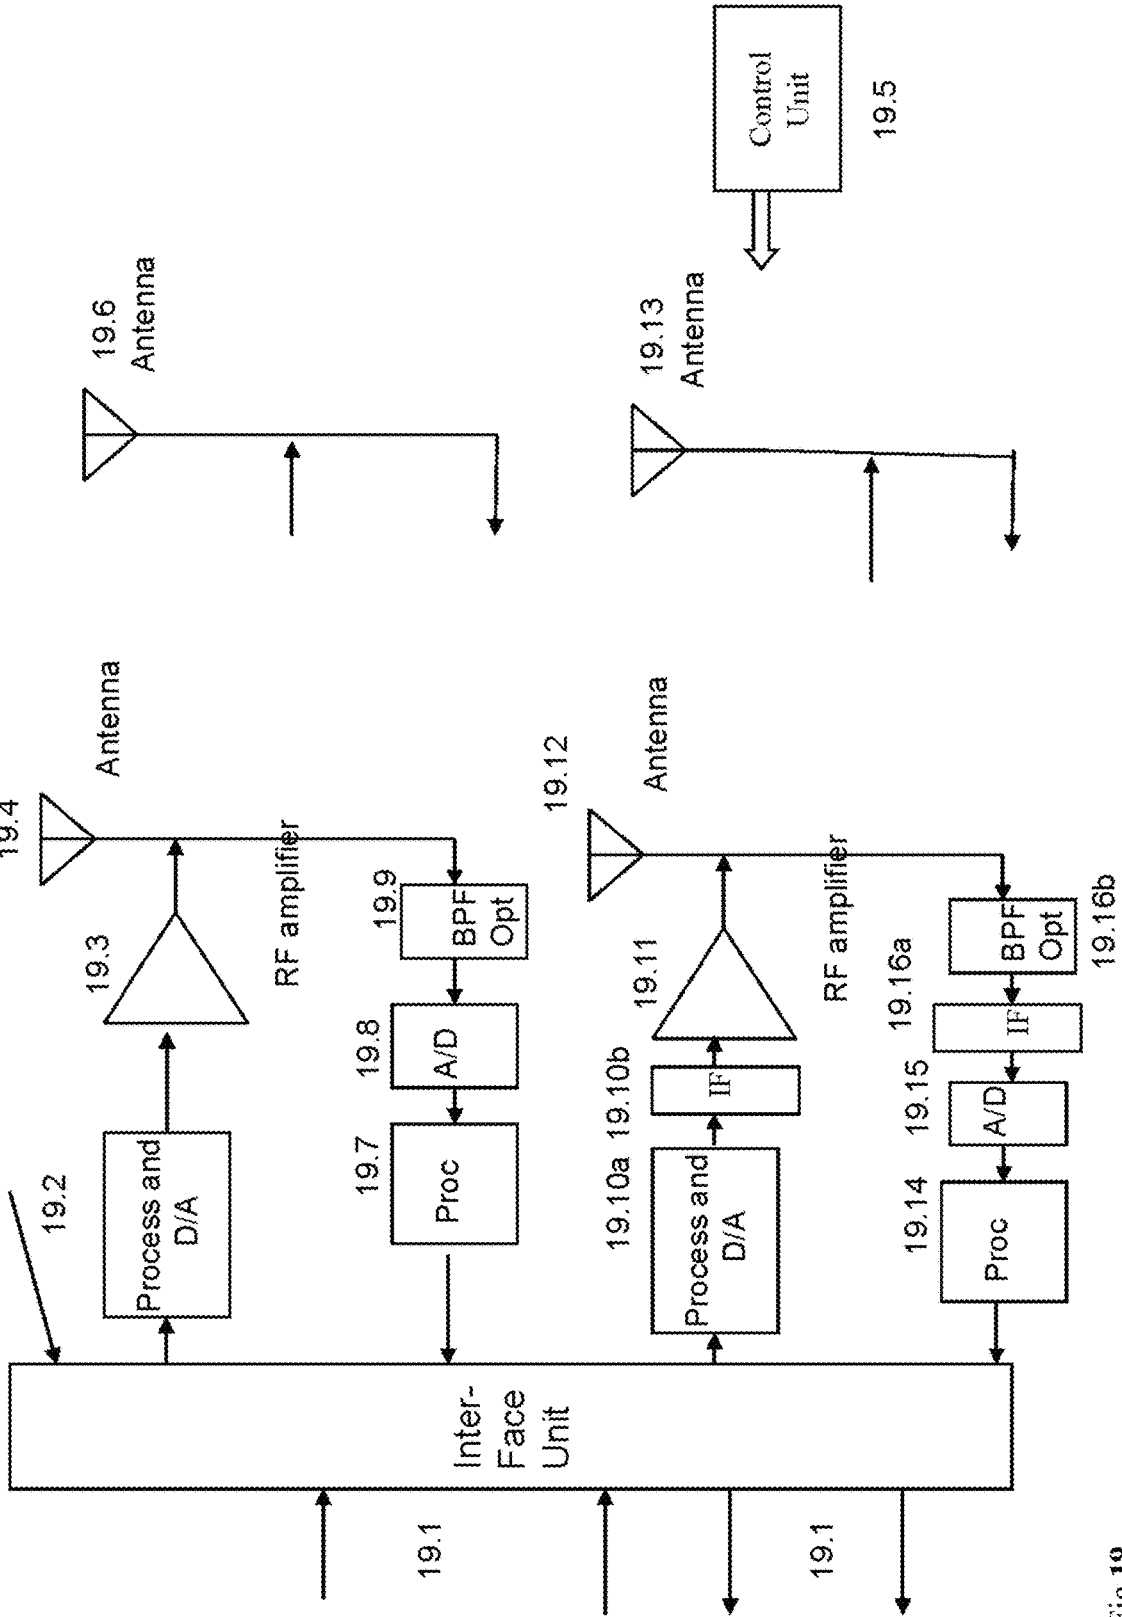 19.4
Antenna
19.6
Antenna
19.2
Process and
D/A
19.3
RF amplifier
19.7
Proc
19.8
A/D
19.9
BPF
Opt
Inter-
Face
Unit
19.1
19.1
19.12
Antenna
19.13
Antenna
Control
Unit
19.5
19.10a
Process and
D/A
19.10b
IF
19.11
RF amplifier
19.14
Proc
19.15
A/D
19.16a
IF
BPF
Opt
19.16b
Fig 19